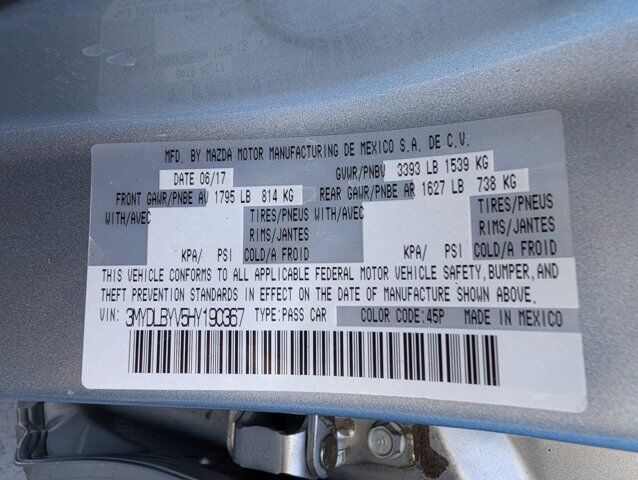 MFD. BY MAZDA MOTOR MANUFACTURING DE MEXICO S.A. DE C.V.
DATE 06/17 GVWR/PNBV 3393 LB 1539 KG
FRONT GAWR/PNBE AV 1795 LB 814 KG REAR GAWR/PNBE AR 1627 LB 738 KG
WITH/AVEC TIRES/PNEUS WITH/AVEC TIRES/PNEUS
RIMS/JANTES RIMS/JANTES
KPA/ PSI COLD/A FROID KPA/ PSI COLD/A FROID
THIS VEHICLE CONFORMS TO ALL APPLICABLE FEDERAL MOTOR VEHICLE SAFETY, BUMPER, AND
THEFT PREVENTION STANDARDS IN EFFECT ON THE DATE OF MANUFACTURE SHOWN ABOVE.
VIN: 3MYDLBYV5HY190367 TYPE:PASS CAR COLOR CODE:45P MADE IN MEXICO